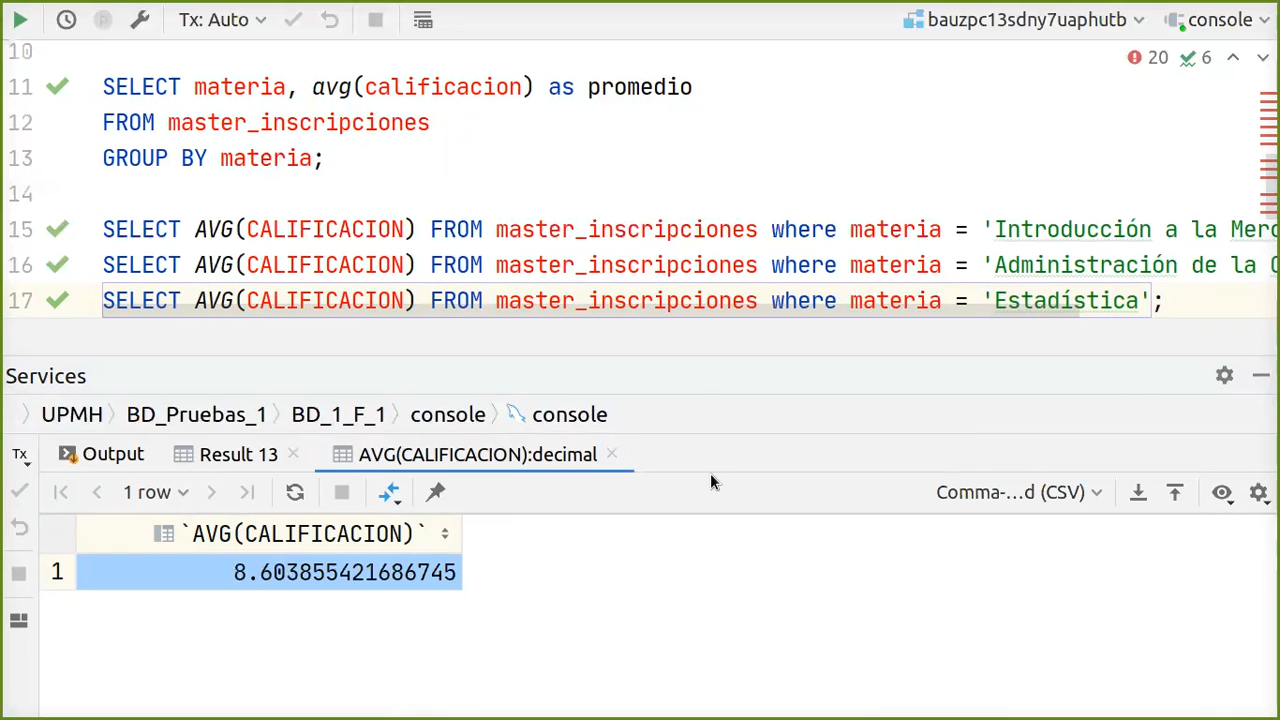 Tx: Auto
bauzpc13sdny7uaphutb
console
10
20
6
11 SELECT materia, avg(calificacion) as promedio
12 FROM master_inscripciones
13 GROUP BY materia;
14
15 SELECT AVG(CALIFICACION) FROM master_inscripciones where materia = 'Introducción a la Merc
16 SELECT AVG(CALIFICACION) FROM master_inscripciones where materia = 'Administración de la
17 SELECT AVG(CALIFICACION) FROM master_inscripciones where materia = 'Estadística';
Services
UPMH BD_Pruebas_1 BD_1_F_1 console console
Tx
Output
Result 13
AVG(CALIFICACION):decimal
1 row
Comma-...d (CSV)
`AVG(CALIFICACION)`
1 8.603855421686745